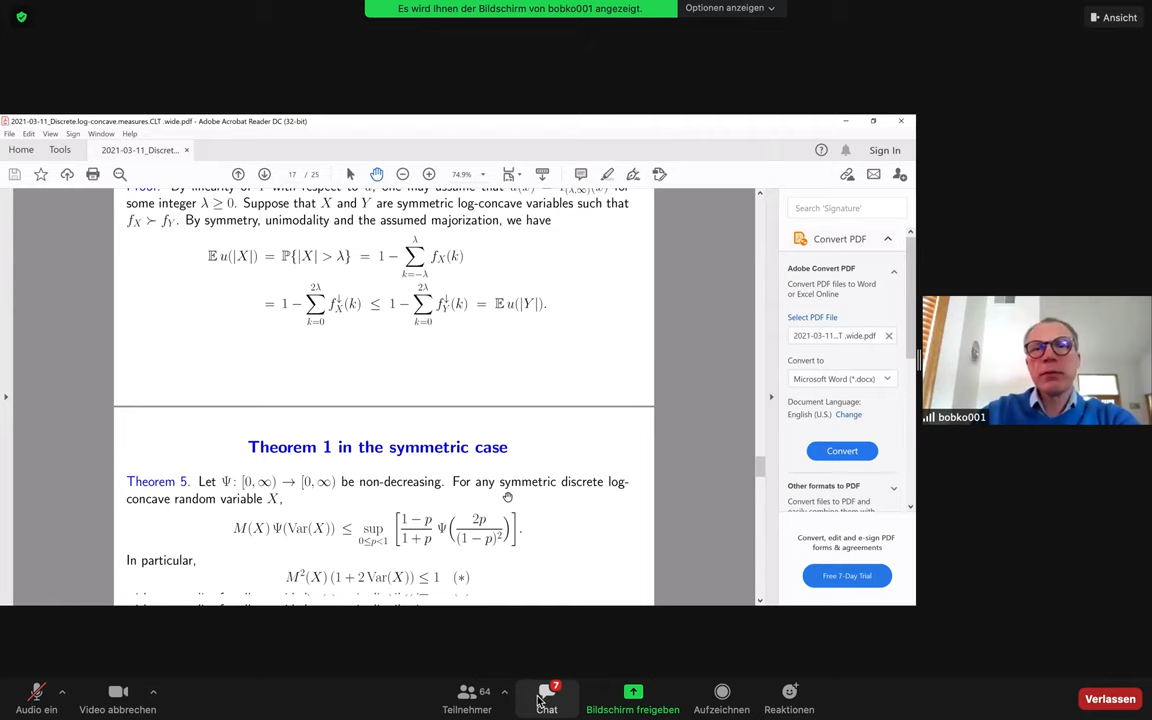 Es wird Ihnen der Bildschirm von bobko001 angezeigt.
Optionen anzeigen
Ansicht
2021-03-11_Discrete.log-concave.measures.CLT .wide.pdf - Adobe Acrobat Reader DC (32-bit)
File Edit View Sign Window Help
Home Tools 2021-03-11_Discret... × Sign In
17 / 25 74.9%
some integer λ ≥ 0. Suppose that X and Y are symmetric log-concave variables such that
f_X ≻ f_Y. By symmetry, unimodality and the assumed majorization, we have
𝔼 u(|X|) = ℙ{|X| > λ} = 1 − ∑_{k=−λ}^{λ} f_X(k)
= 1 − ∑_{k=0}^{2λ} f_X^↓(k) ≤ 1 − ∑_{k=0}^{2λ} f_Y^↓(k) = 𝔼 u(|Y|).
Theorem 1 in the symmetric case
Theorem 5. Let Ψ : [0, ∞) → [0, ∞) be non-decreasing. For any symmetric discrete log-
concave random variable X,
M(X) Ψ(Var(X)) ≤ sup_{0≤p<1} [ (1 − p)/(1 + p) Ψ( 2p/(1 − p)² ) ].
In particular,
M²(X) (1 + 2 Var(X)) ≤ 1 (∗)
Search 'Signature'
Convert PDF
Adobe Convert PDF
Convert PDF Files to Word
or Excel Online
Select PDF File
2021-03-11...T .wide.pdf
Convert to
Microsoft Word (*.docx)
Document Language:
English (U.S.) Change
Convert
Other formats to PDF
Convert, edit and e-sign PDF
forms & agreements
Free 7-Day Trial
bobko001
Audio ein
Video abbrechen
64
Teilnehmer
7
Chat
Bildschirm freigeben
Aufzeichnen
Reaktionen
Verlassen